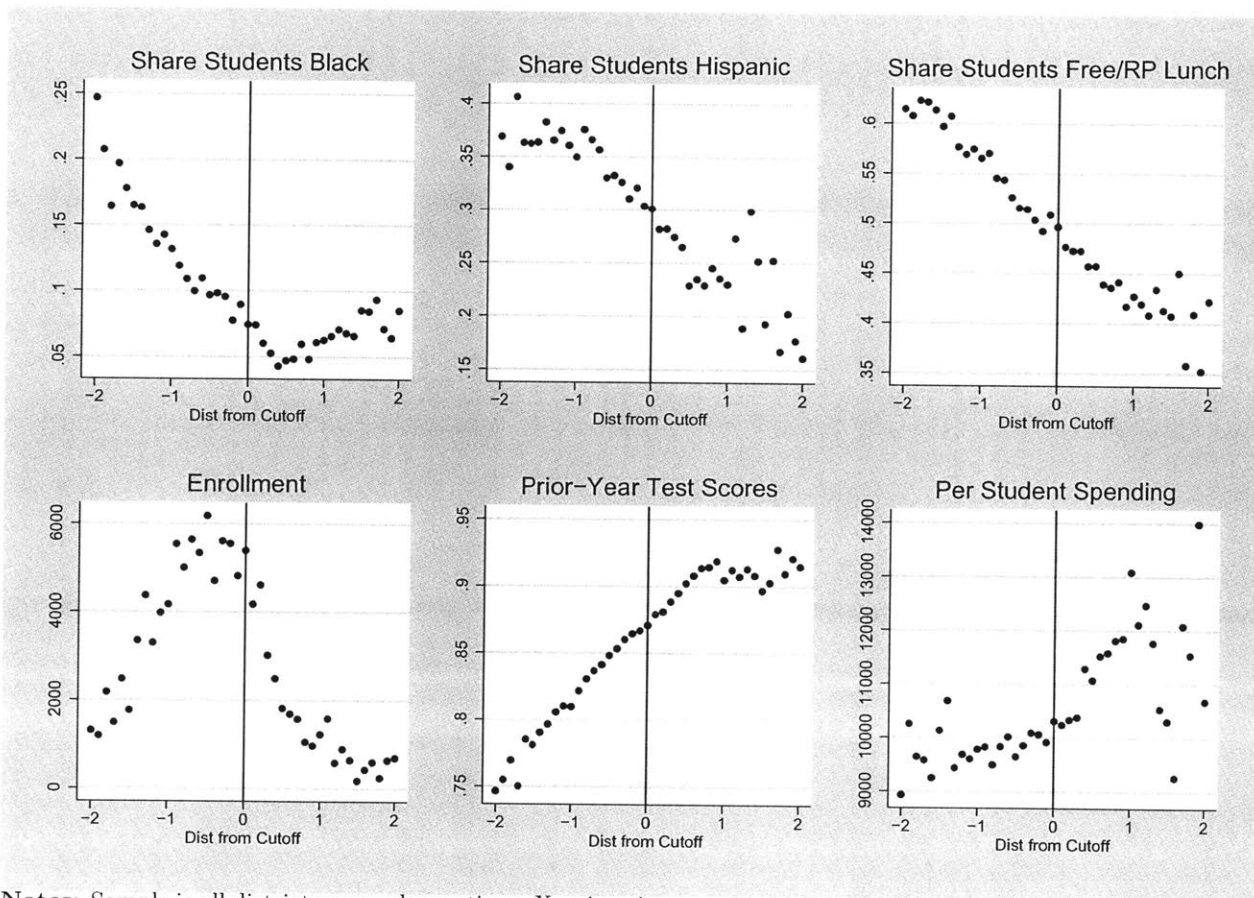 Share Students Black
.25
.2
.15
.1
.05
−2 −1 0 1 2
Dist from Cutoff
Share Students Hispanic
.4
.35
.3
.25
.2
.15
−2 −1 0 1 2
Dist from Cutoff
Share Students Free/RP Lunch
.6
.55
.5
.45
.4
.35
−2 −1 0 1 2
Dist from Cutoff
Enrollment
6000
4000
2000
0
−2 −1 0 1 2
Dist from Cutoff
Prior−Year Test Scores
.95
.9
.85
.8
.75
−2 −1 0 1 2
Dist from Cutoff
Per Student Spending
14000
13000
12000
11000
10000
9000
−2 −1 0 1 2
Dist from Cutoff
Notes: Sample is all